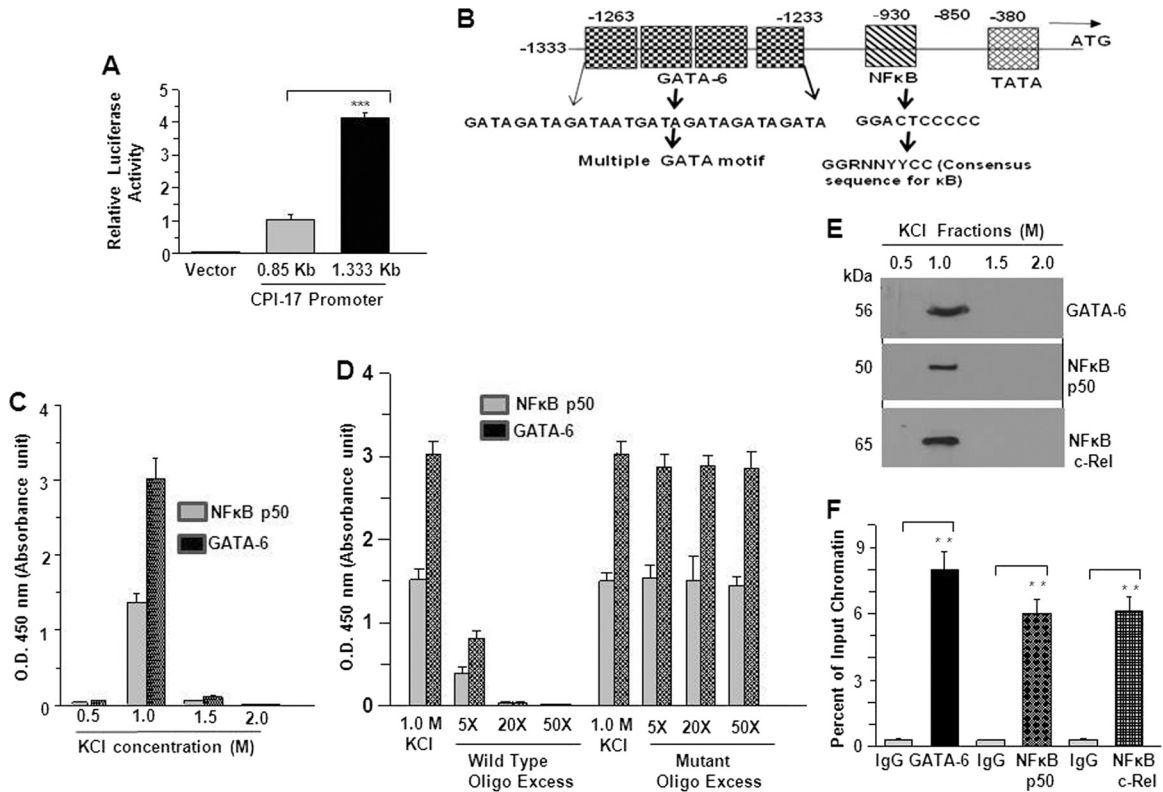 A
Relative Luciferase
Activity
5
4
3
2
1
0
***
Vector
0.85 Kb
1.333 Kb
CPI-17 Promoter
B
-1263
-1233
-930
-850
-380
-1333
ATG
GATA-6
NFκB
TATA
GATAGATAGATAATGATAGATAGATAGATA
GGACTCCCCC
Multiple GATA motif
GGRNNYYCC (Consensus
sequence for κB)
C
O.D. 450 nm (Absorbance unit)
4
3
2
1
0
NFκB p50
GATA-6
0.5
1.0
1.5
2.0
KCl concentration (M)
D
O.D. 450 nm (Absorbance unit)
4
3
2
1
0
NFκB p50
GATA-6
1.0 M
KCl
5X
20X
50X
Wild Type
Oligo Excess
1.0 M
KCl
5X
20X
50X
Mutant
Oligo Excess
E
KCl Fractions (M)
0.5
1.0
1.5
2.0
kDa
56
GATA-6
50
NFκB
p50
65
NFκB
c-Rel
F
Percent of Input Chromatin
9
6
3
0
**
**
**
IgG
GATA-6
IgG
NFκB
p50
IgG
NFκB
c-Rel